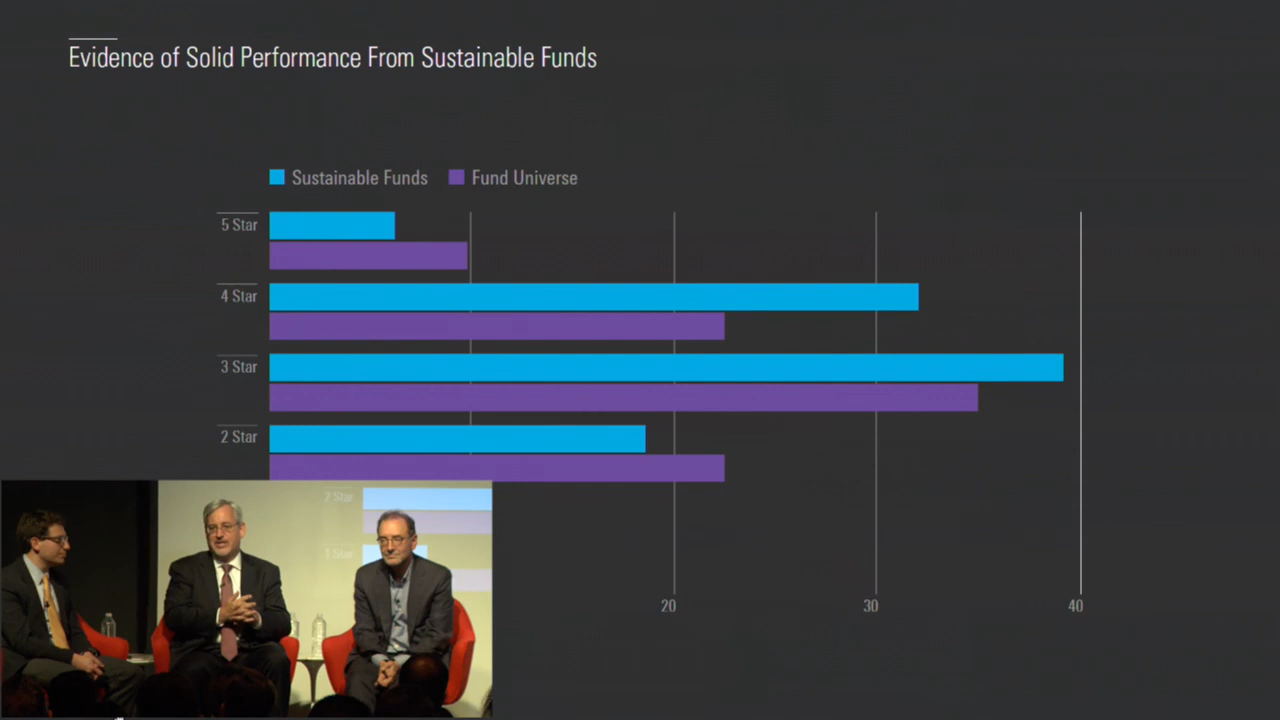 Evidence of Solid Performance From Sustainable Funds
Sustainable Funds Fund Universe
5 Star
4 Star
3 Star
2 Star
2 Star
1 Star
20 30 40